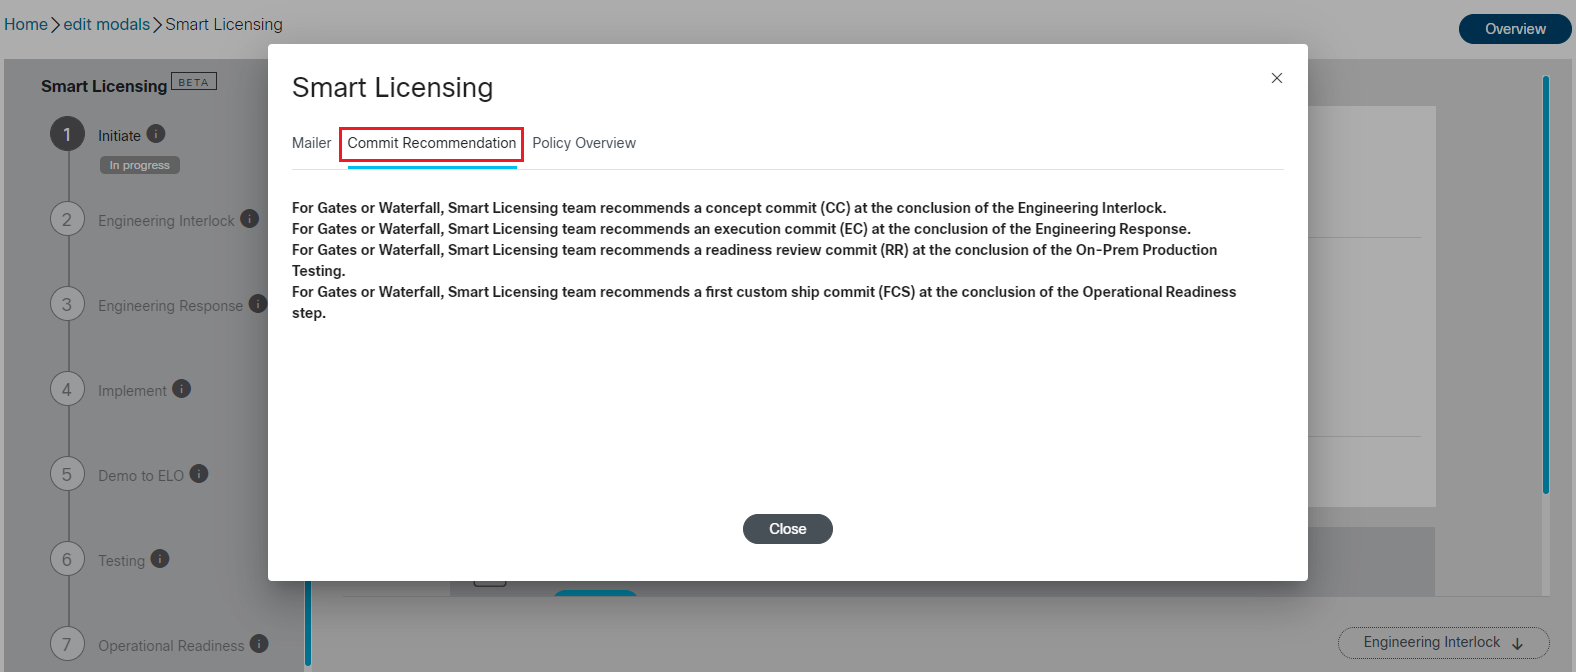 Home > edit modals > Smart Licensing
Overview
Smart Licensing BETA
1 Initiate i
In progress
2 Engineering Interlock i
3 Engineering Response i
4 Implement i
5 Demo to ELO i
6 Testing i
7 Operational Readiness i
Smart Licensing
Mailer Commit Recommendation Policy Overview
For Gates or Waterfall, Smart Licensing team recommends a concept commit (CC) at the conclusion of the Engineering Interlock.
For Gates or Waterfall, Smart Licensing team recommends an execution commit (EC) at the conclusion of the Engineering Response.
For Gates or Waterfall, Smart Licensing team recommends a readiness review commit (RR) at the conclusion of the On-Prem Production
Testing.
For Gates or Waterfall, Smart Licensing team recommends a first custom ship commit (FCS) at the conclusion of the Operational Readiness
step.
Close
Engineering Interlock ↓